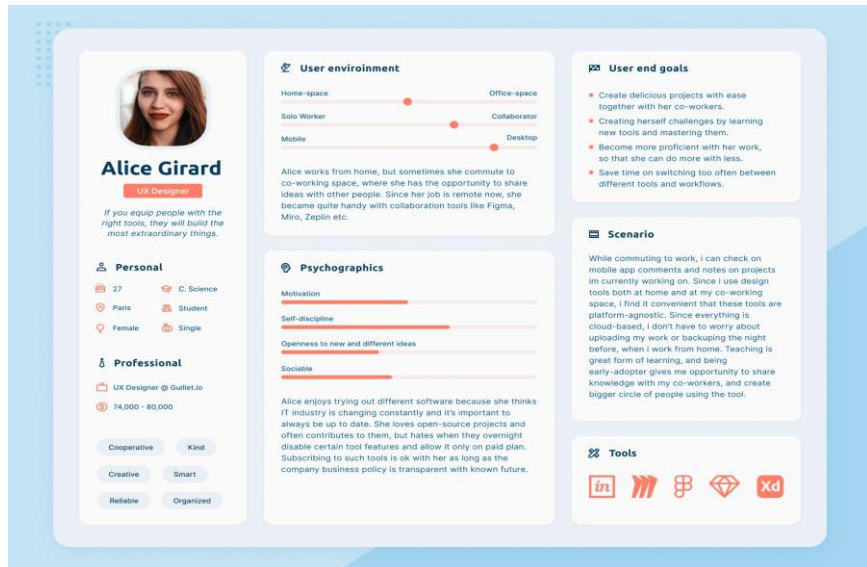 Alice Girard
UX Designer
If you equip people with the
right tools, they will build the
most extraordinary things.
Personal
27
C. Science
Paris
Student
Female
Single
Professional
UX Designer @ Guillet.io
74,000 - 80,000
Cooperative
Kind
Creative
Smart
Reliable
Organized
User enviroinment
Home-space
Office-space
Solo Worker
Collaborator
Mobile
Desktop
Alice works from home, but sometimes she commute to
co-working space, where she has the opportunity to share
ideas with other people. Since her job is remote now, she
became quite handy with collaboration tools like Figma,
Miro, Zeplin etc.
Psychographics
Motivation
Self-discipline
Openness to new and different ideas
Sociable
Alice enjoys trying out different software because she thinks
IT industry is changing constantly and it's important to
always be up to date. She loves open-source projects and
often contributes to them, but hates when they overnight
disable certain tool features and allow it only on paid plan.
Subscribing to such tools is ok with her as long as the
company business policy is transparent with known future.
User end goals
Create delicious projects with ease
together with her co-workers.
Creating herself challenges by learning
new tools and mastering them.
Become more proficient with her work,
so that she can do more with less.
Save time on switching too often between
different tools and workflows.
Scenario
While commuting to work, i can check on
mobile app comments and notes on projects
im currently working on. Since i use design
tools both at home and at my co-working
space, i find it convenient that these tools are
platform-agnostic. Since everything is
cloud-based, i don't have to worry about
uploading my work or backuping the night
before, when i work from home. Teaching is
great form of learning, and being
early-adopter gives me opportunity to share
knowledge with my co-workers, and create
bigger circle of people using the tool.
Tools
in
Xd